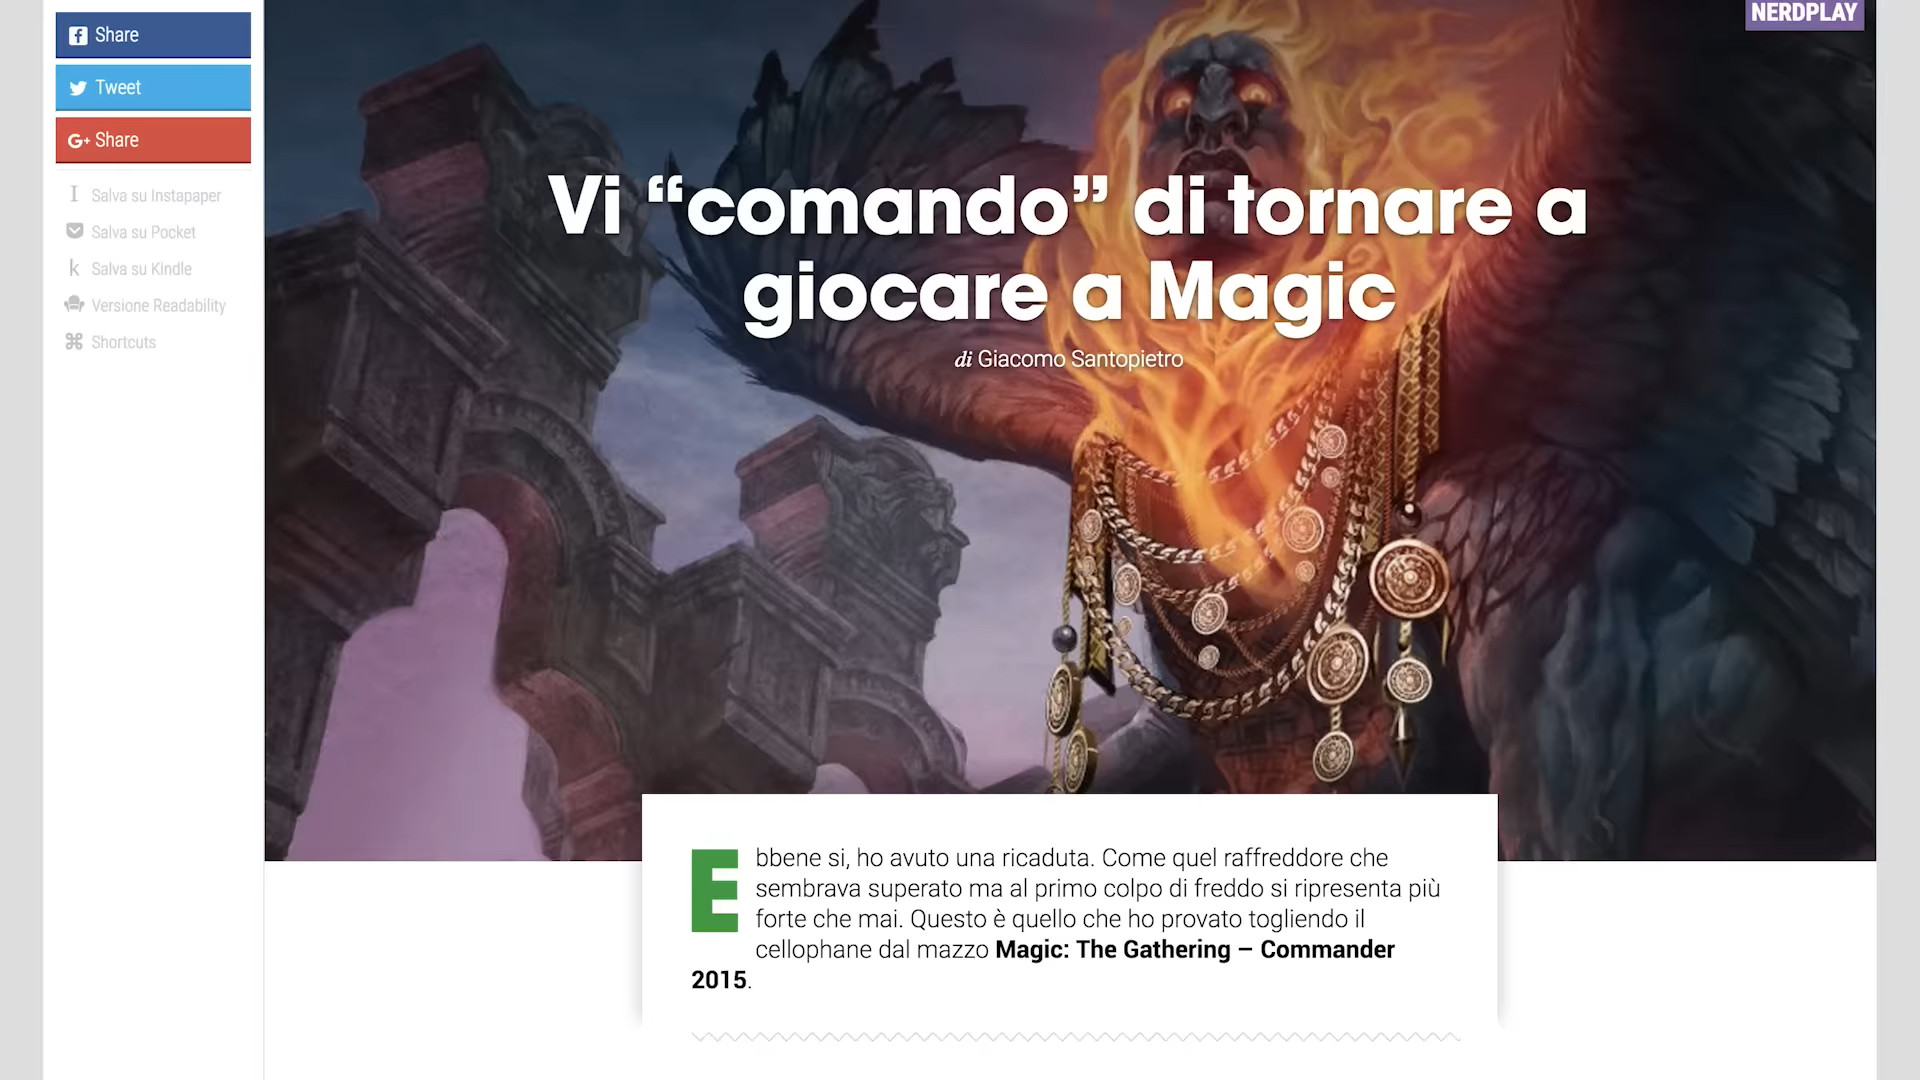 Share
Tweet
G+ Share
Salva su Instapaper
Salva su Pocket
Salva su Kindle
Versione Readability
Shortcuts
NERDPLAY
Vi “comando” di tornare a
giocare a Magic
di Giacomo Santopietro
Ebbene si, ho avuto una ricaduta. Come quel raffreddore che
sembrava superato ma al primo colpo di freddo si ripresenta più
forte che mai. Questo è quello che ho provato togliendo il
cellophane dal mazzo Magic: The Gathering – Commander
2015.